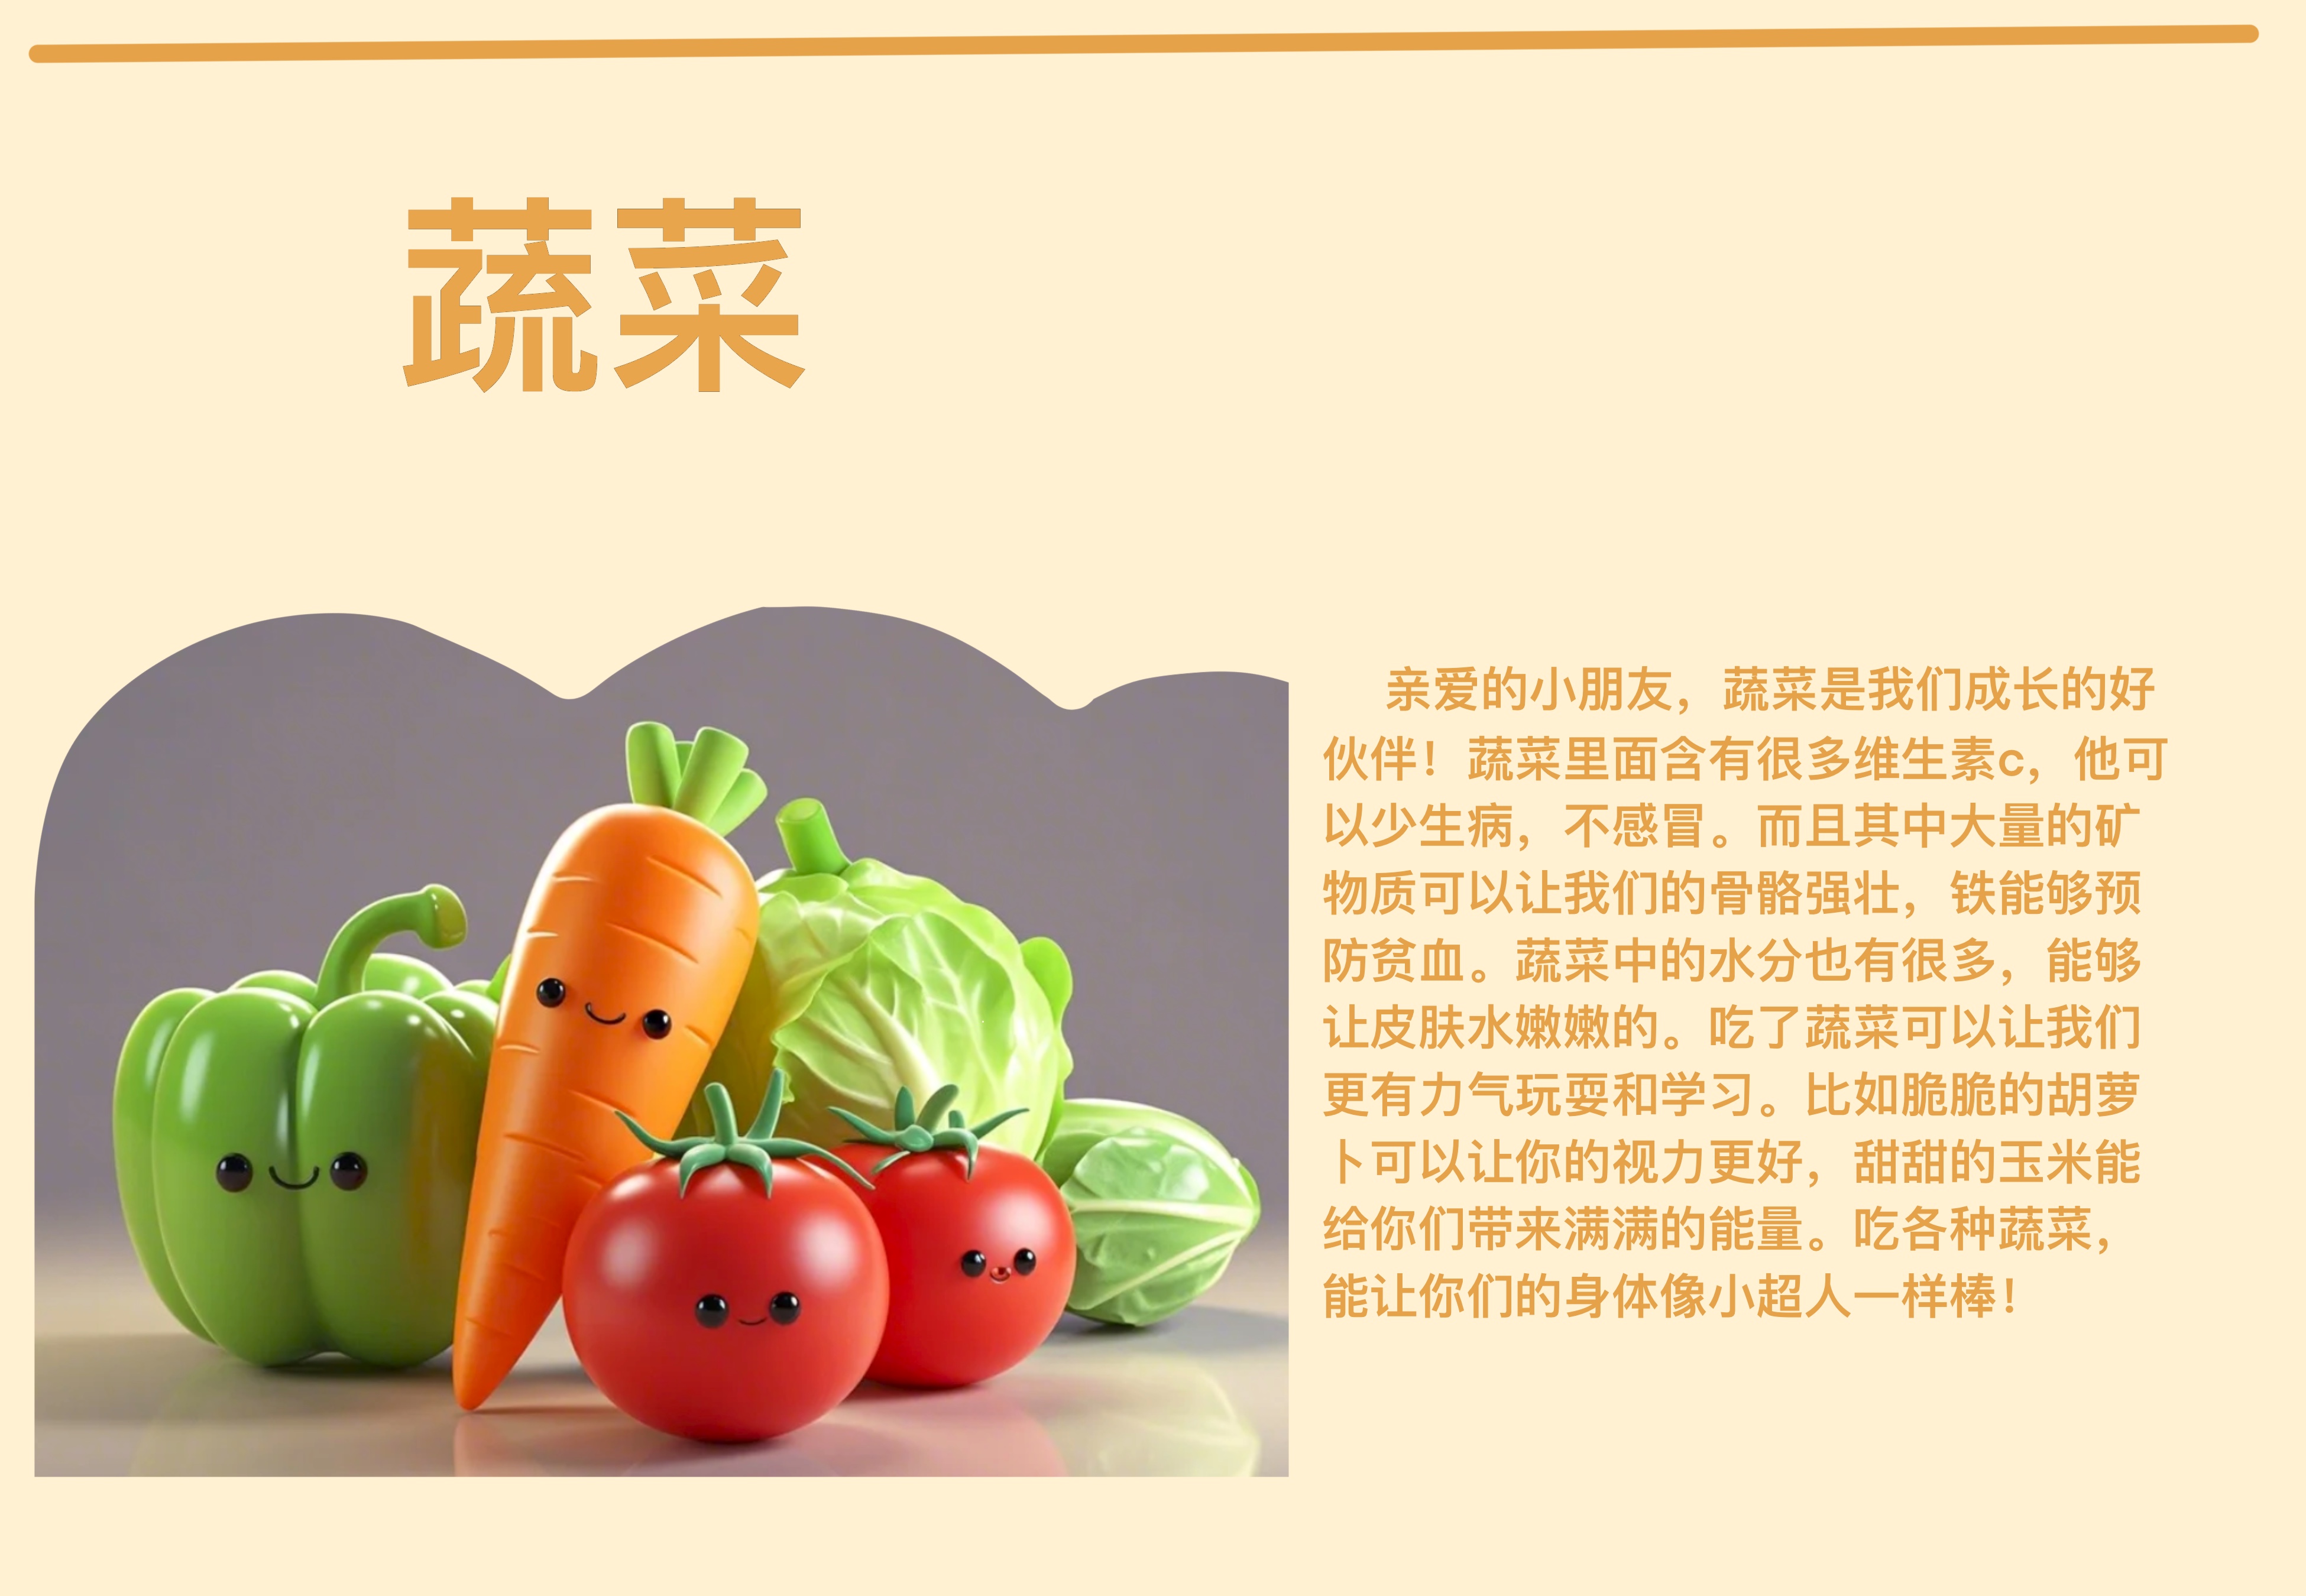 蔬菜
亲爱的小朋友，蔬菜是我们成长的好
伙伴！蔬菜里面含有很多维生素c，他可
以少生病，不感冒。而且其中大量的矿
物质可以让我们的骨骼强壮，铁能够预
防贫血。蔬菜中的水分也有很多，能够
让皮肤水嫩嫩的。吃了蔬菜可以让我们
更有力气玩耍和学习。比如脆脆的胡萝
卜可以让你的视力更好，甜甜的玉米能
给你们带来满满的能量。吃各种蔬菜，
能让你们的身体像小超人一样棒！